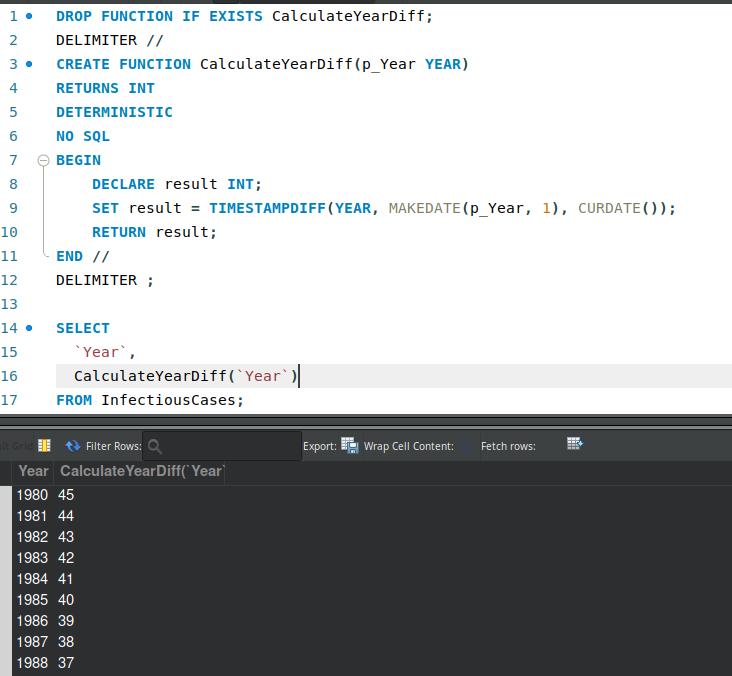 1 DROP FUNCTION IF EXISTS CalculateYearDiff;
2 DELIMITER //
3 CREATE FUNCTION CalculateYearDiff(p_Year YEAR)
4 RETURNS INT
5 DETERMINISTIC
6 NO SQL
7 BEGIN
8 DECLARE result INT;
9 SET result = TIMESTAMPDIFF(YEAR, MAKEDATE(p_Year, 1), CURDATE());
10 RETURN result;
11 END //
12 DELIMITER ;
13
14 SELECT
15 `Year`,
16 CalculateYearDiff(`Year`)
17 FROM InfectiousCases;
Grid Filter Rows: Export: Wrap Cell Content: Fetch rows:
Year CalculateYearDiff(`Year`
1980 45
1981 44
1982 43
1983 42
1984 41
1985 40
1986 39
1987 38
1988 37